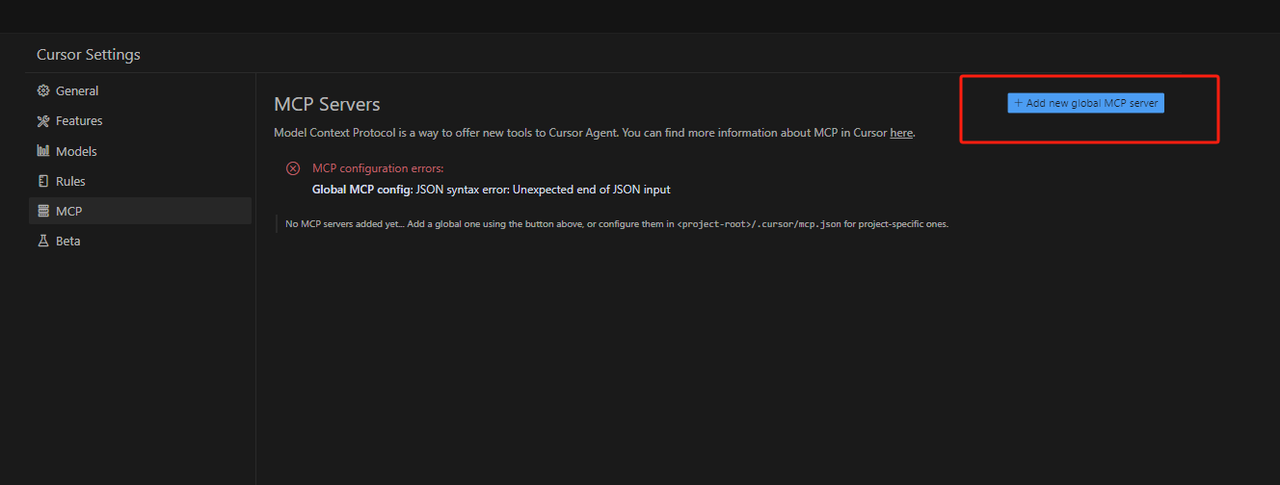 Cursor Settings
General
Features
Models
Rules
MCP
Beta
MCP Servers
+ Add new global MCP server
Model Context Protocol is a way to offer new tools to Cursor Agent. You can find more information about MCP in Cursor here.
MCP configuration errors:
Global MCP config: JSON syntax error: Unexpected end of JSON input
No MCP servers added yet... Add a global one using the button above, or configure them in <project-root>/.cursor/mcp.json for project-specific ones.